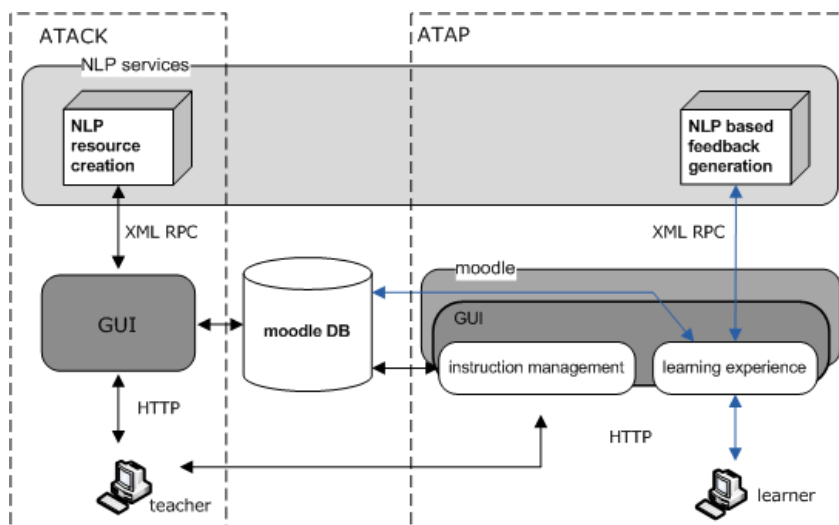 ATACK
ATAP
NLP services
NLP
resource
creation
NLP based
feedback
generation
XML RPC
XML RPC
moodle
GUI
moodle DB
GUI
instruction management
learning experience
HTTP
HTTP
teacher
learner